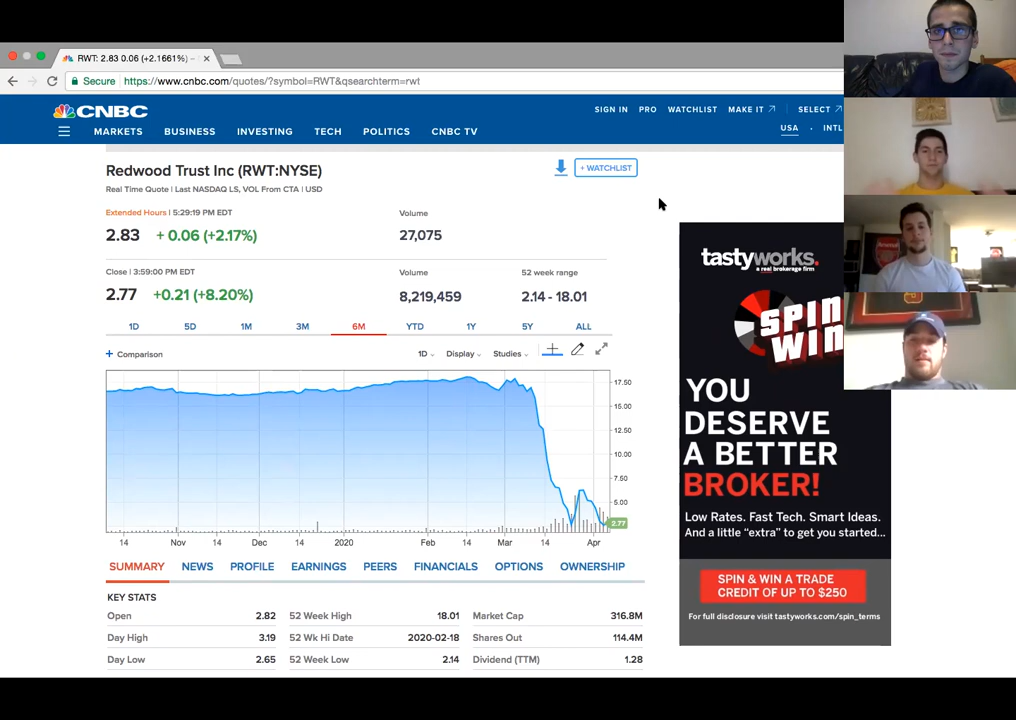 RWT: 2.83 0.06 (+2.1661%) –
Secure https://www.cnbc.com/quotes/?symbol=RWT&qsearchterm=rwt
CNBC
SIGN IN PRO WATCHLIST MAKE IT SELECT
MARKETS BUSINESS INVESTING TECH POLITICS CNBC TV
USA · INTL
Redwood Trust Inc (RWT:NYSE)
+ WATCHLIST
Real Time Quote | Last NASDAQ LS, VOL From CTA | USD
Extended Hours | 5:29:19 PM EDT
Volume
2.83 + 0.06 (+2.17%)
27,075
Close | 3:59:00 PM EDT
Volume
52 week range
2.77 +0.21 (+8.20%)
8,219,459
2.14 - 18.01
1D 5D 1M 3M 6M YTD 1Y 5Y ALL
+ Comparison
1D Display Studies
17.50
15.00
12.50
10.00
7.50
5.00
2.77
14 Nov 14 Dec 14 2020 Feb 14 Mar 14 Apr
SUMMARY NEWS PROFILE EARNINGS PEERS FINANCIALS OPTIONS OWNERSHIP
KEY STATS
Open 2.82 52 Week High 18.01 Market Cap 316.8M
Day High 3.19 52 Wk Hi Date 2020-02-18 Shares Out 114.4M
Day Low 2.65 52 Week Low 2.14 Dividend (TTM) 1.28
tastyworks.
a real brokerage firm
SPIN
WIN
YOU
DESERVE
A BETTER
BROKER!
Low Rates. Fast Tech. Smart Ideas.
And a little "extra" to get you started...
SPIN & WIN A TRADE
CREDIT OF UP TO $250
For full disclosure visit tastyworks.com/spin_terms
Arsenal